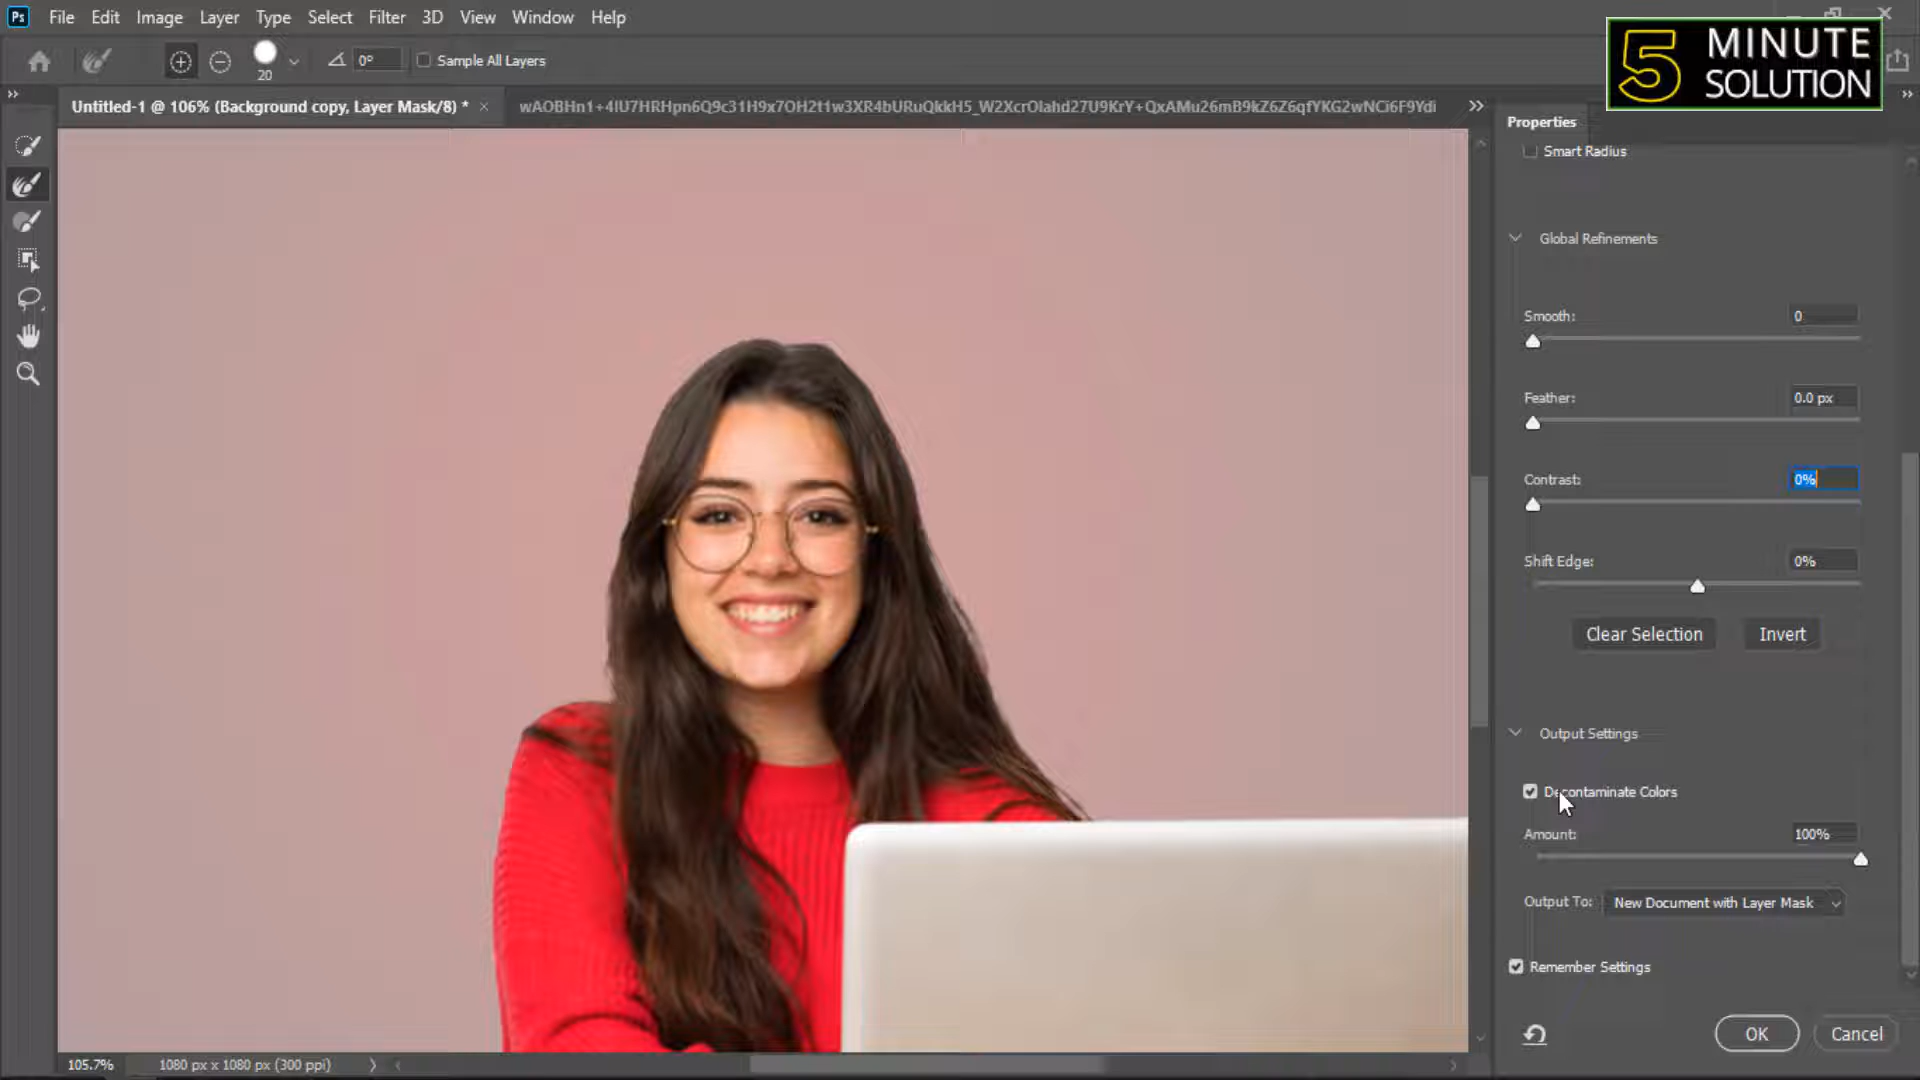 Ps File Edit Image Layer Type Select Filter 3D View Window Help
5 MINUTE SOLUTION
20
0°
Sample All Layers
Untitled-1 @ 106% (Background copy, Layer Mask/8) * ×
Properties
Smart Radius
Global Refinements
Smooth: 0
Feather: 0.0 px
Contrast: 0%
Shift Edge: 0%
Clear Selection Invert
Output Settings
Decontaminate Colors
Amount: 100%
Output To: New Document with Layer Mask
Remember Settings
OK Cancel
105.7% 1080 px x 1080 px (300 ppi)